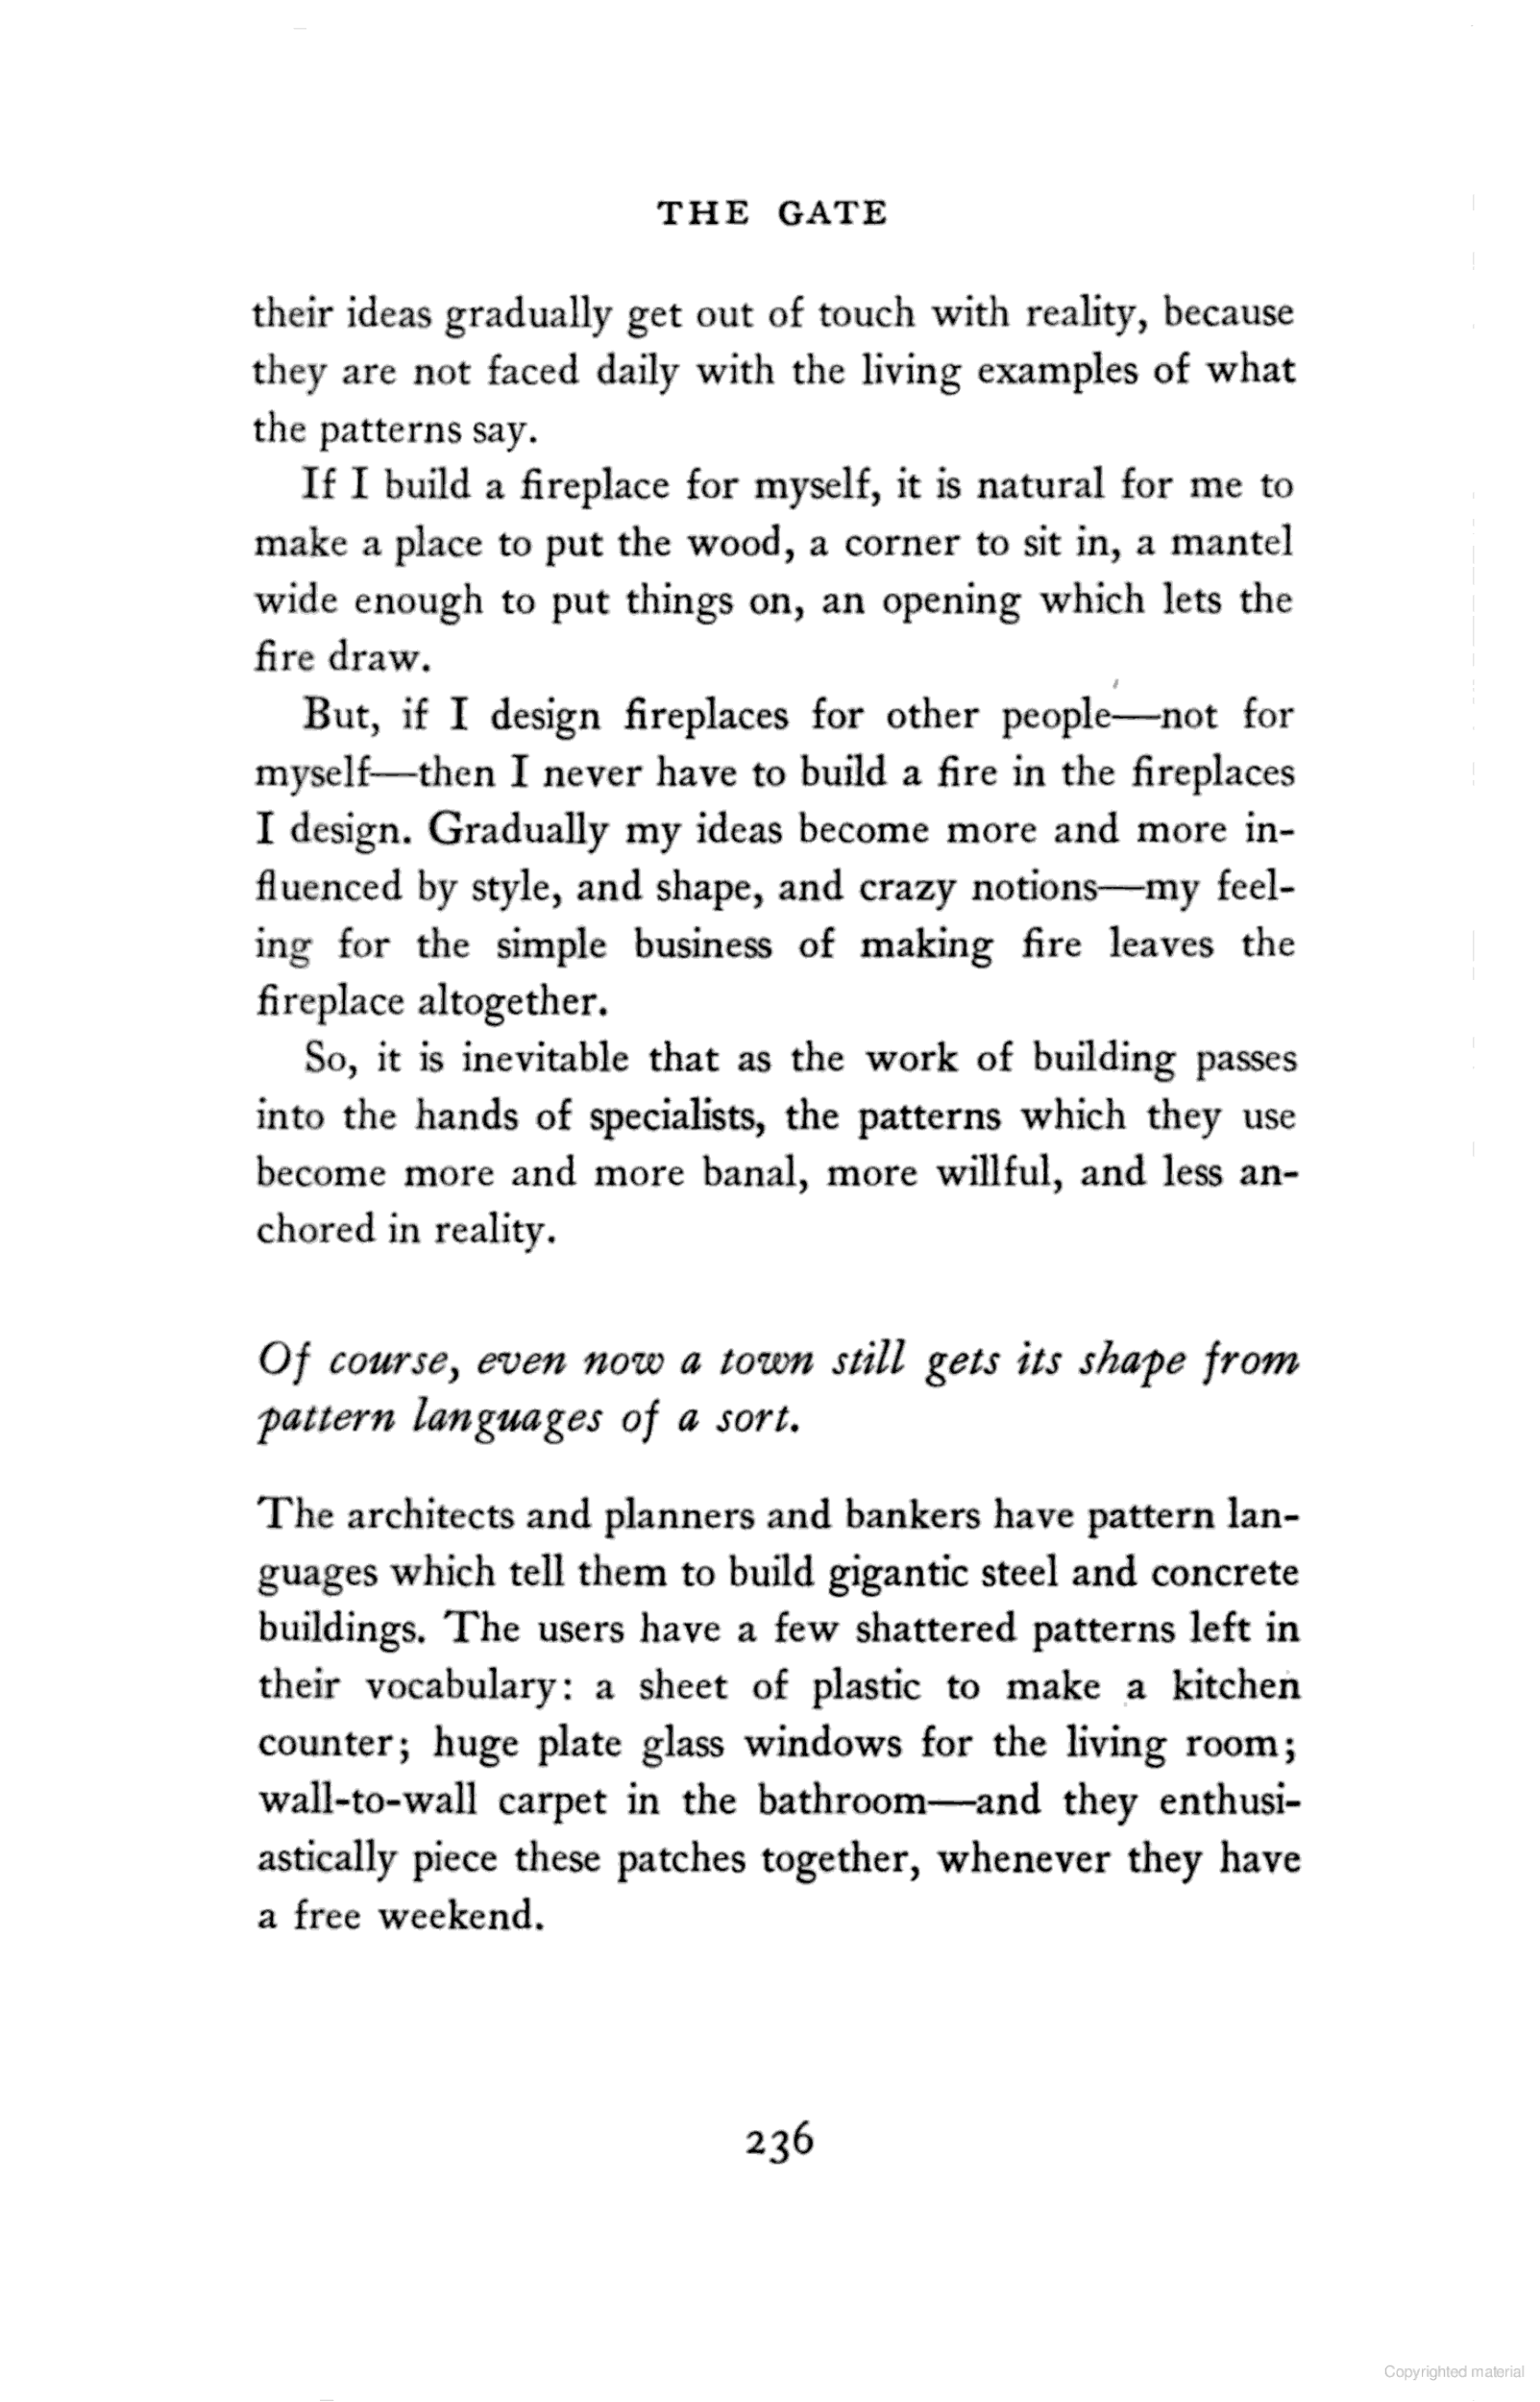 THE GATE
their ideas gradually get out of touch with reality, because
they are not faced daily with the living examples of what
the patterns say.
If I build a fireplace for myself, it is natural for me to
make a place to put the wood, a corner to sit in, a mantel
wide enough to put things on, an opening which lets the
fire draw.
But, if I design fireplaces for other people—not for
myself—then I never have to build a fire in the fireplaces
I design. Gradually my ideas become more and more in-
fluenced by style, and shape, and crazy notions—my feel-
ing for the simple business of making fire leaves the
fireplace altogether.
So, it is inevitable that as the work of building passes
into the hands of specialists, the patterns which they use
become more and more banal, more willful, and less an-
chored in reality.
Of course, even now a town still gets its shape from
pattern languages of a sort.
The architects and planners and bankers have pattern lan-
guages which tell them to build gigantic steel and concrete
buildings. The users have a few shattered patterns left in
their vocabulary: a sheet of plastic to make a kitchen
counter; huge plate glass windows for the living room;
wall-to-wall carpet in the bathroom—and they enthusi-
astically piece these patches together, whenever they have
a free weekend.
236
Copyrighted material